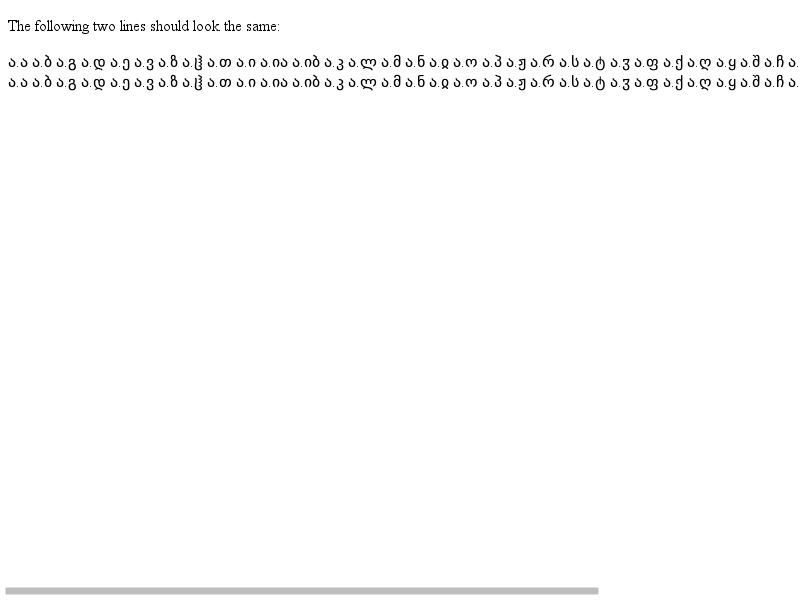 The following two lines should look the same:
ა.ა ა.ბ ა.გ ა.დ ა.ე ა.ვ ა.ზ ა.ჱ ა.თ ა.ი ა.ია ა.იბ ა.კ ა.ლ ა.მ ა.ნ ა.ჲ ა.ო ა.პ ა.ჟ ა.რ ა.ს ა.ტ ა.ჳ ა.ფ ა.ქ ა.ღ ა.ყ ა.შ ა.ჩ ა.
ა.ა ა.ბ ა.გ ა.დ ა.ე ა.ვ ა.ზ ა.ჱ ა.თ ა.ი ა.ია ა.იბ ა.კ ა.ლ ა.მ ა.ნ ა.ჲ ა.ო ა.პ ა.ჟ ა.რ ა.ს ა.ტ ა.ჳ ა.ფ ა.ქ ა.ღ ა.ყ ა.შ ა.ჩ ა.